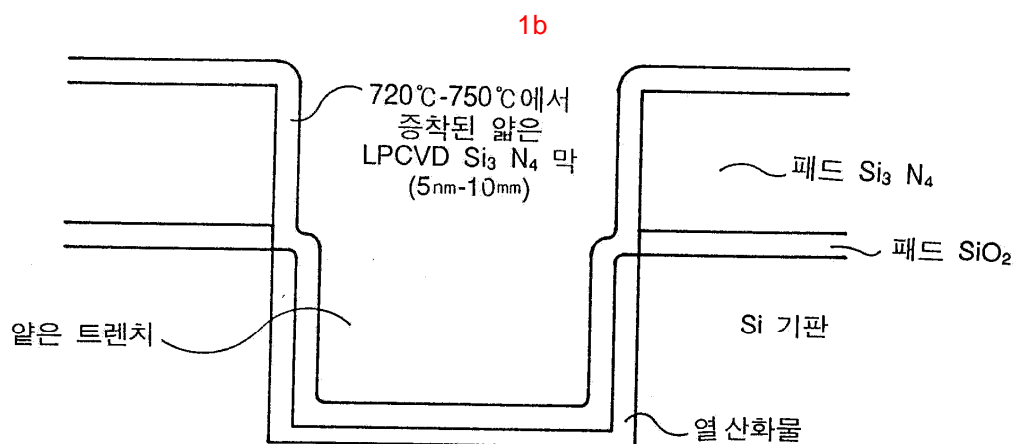 1b
720℃-750℃에서
증착된 얇은
LPCVD Si₃ N₄ 막
(5nm-10mm)
패드 Si₃ N₄
패드 SiO₂
얕은 트렌치
Si 기판
열 산화물